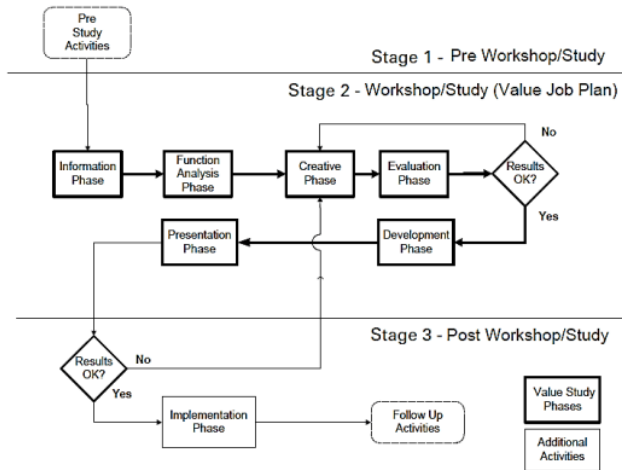 Pre
Study
Activities
Stage 1 - Pre Workshop/Study
Stage 2 - Workshop/Study (Value Job Plan)
No
Information
Phase
Function
Analysis
Phase
Creative
Phase
Evaluation
Phase
Results
OK?
Yes
Presentation
Phase
Development
Phase
Stage 3 - Post Workshop/Study
Results
OK?
No
Yes
Implementation
Phase
Follow Up
Activities
Value Study
Phases
Additional
Activities